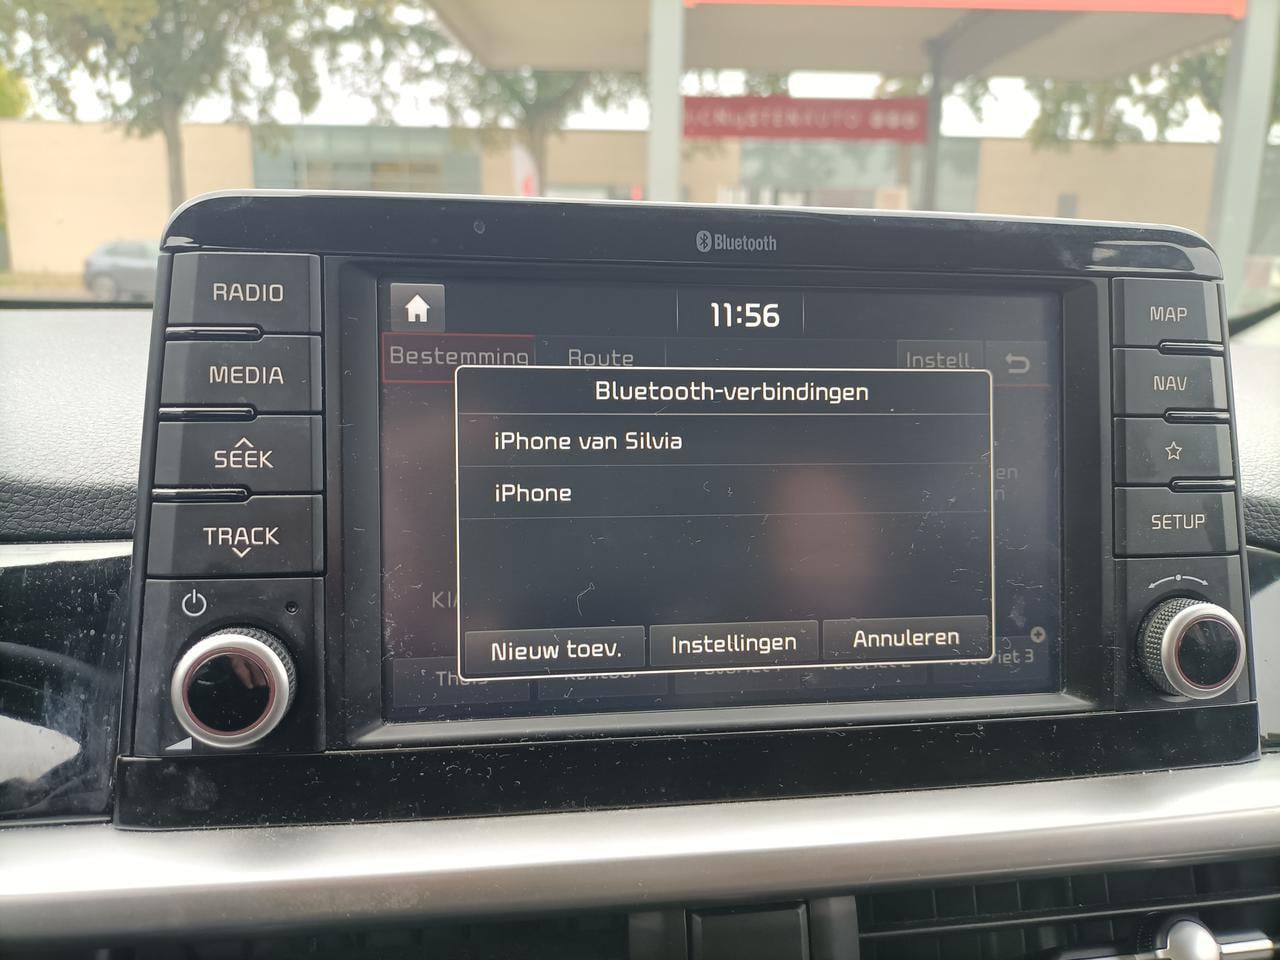 Bluetooth
RADIO
MEDIA
SEEK
TRACK
MAP
NAV
SETUP
11:56
Bestemming
Route
Instell.
Bluetooth-verbindingen
iPhone van Silvia
iPhone
Nieuw toev.
Instellingen
Annuleren